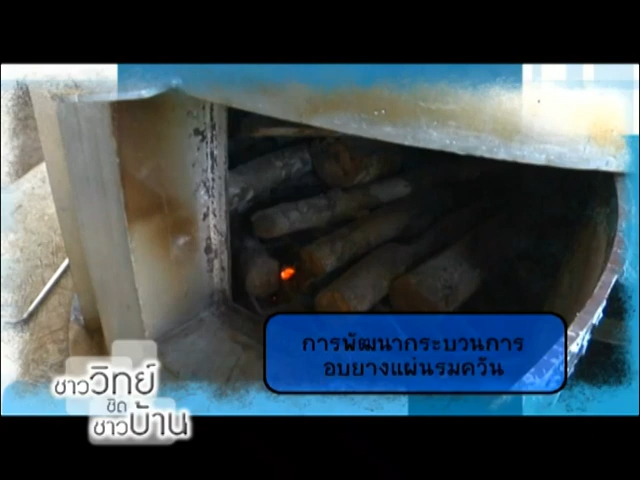 การพัฒนากระบวนการ
อบยางแผ่นรมควัน
ชาววิทย์
ชิด
ชาวบ้าน